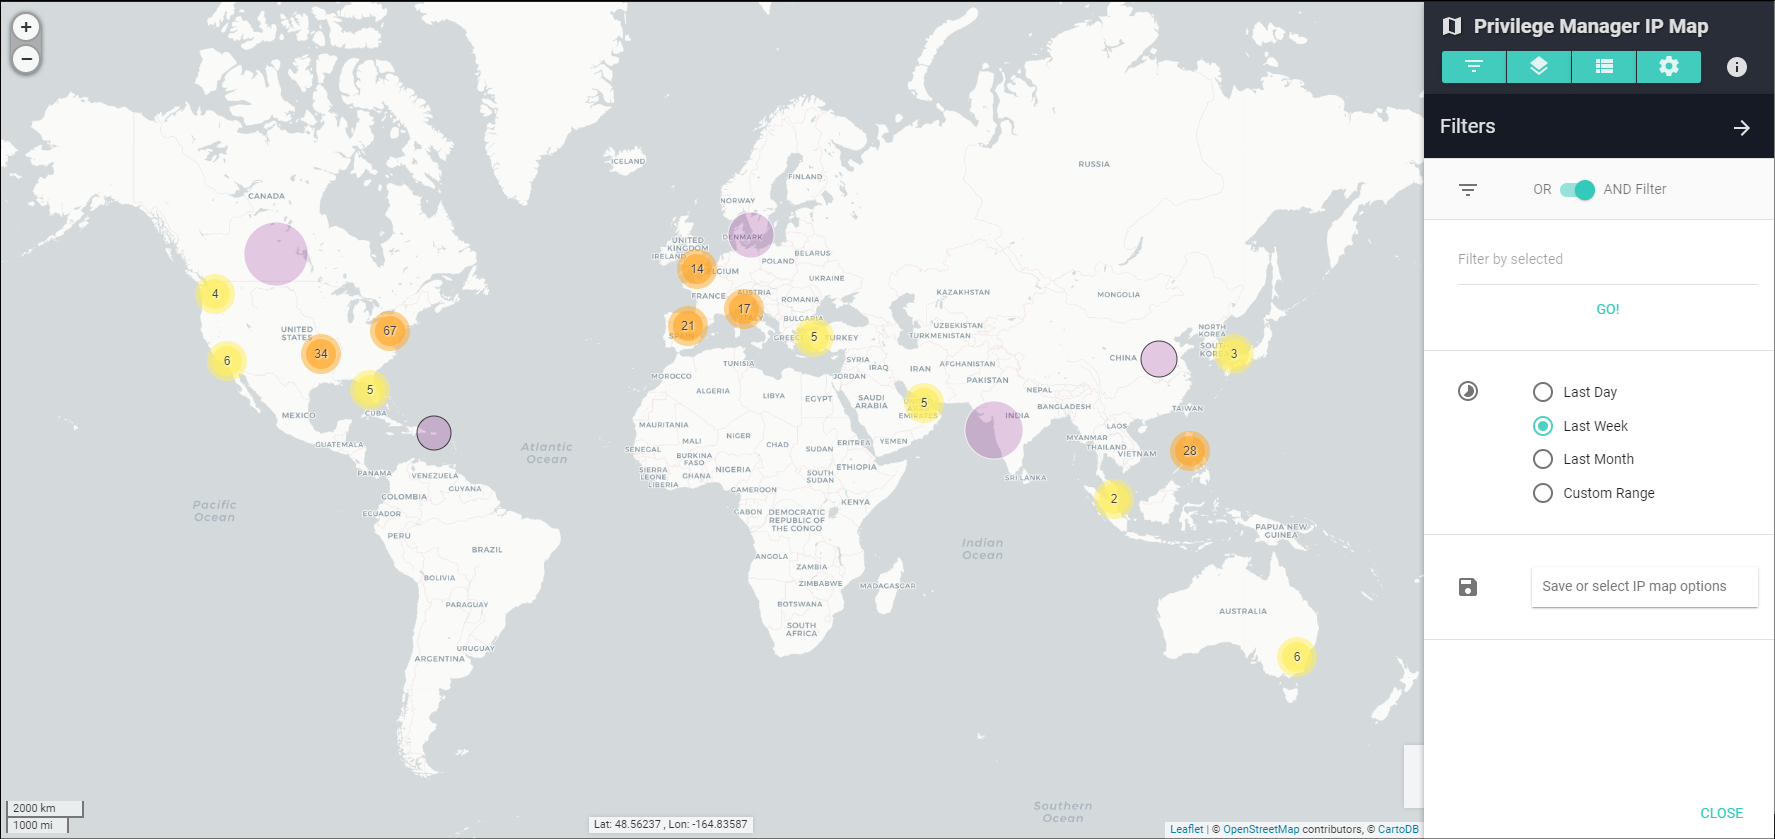 +
−
Privilege Manager IP Map
Filters
OR
AND Filter
Filter by selected
GO!
Last Day
Last Week
Last Month
Custom Range
Save or select IP map options
CLOSE
ICELAND
RUSSIA
FINLAND
CANADA
NORWAY
DENMARK
UNITED
KINGDOM
IRELAND
BELARUS
POLAND
14
LGIUM
UKRAINE
4
FRANCE
AUSTRIA
ROMANIA
KAZAKHSTAN
MONGOLIA
17
ITALY
BULGARIA
67
21
SPAIN
UNITED
STATES
5
GREECE
TURKEY
UZBEKISTAN
TURKMENISTAN
NORTH
KOREA
SOUTH
KOREA
3
34
6
SYRIA
IRAQ
IRAN
AFGHANISTAN
CHINA
TUNISIA
MOROCCO
JORDAN
PAKISTAN
5
ALGERIA
LIBYA
EGYPT
SAUDI
ARABIA
NEPAL
5
EMIRATES
BANGLADESH
TAIWAN
MEXICO
CUBA
INDIA
MAURITANIA
LAOS
MALI
NIGER
CHAD
SUDAN
ERITREA
YEMEN
MYANMAR
THAILAND
VIETNAM
28
GUATEMALA
Atlantic
Ocean
SENEGAL
BURKINA
FASO
SIERRA
LEONE
LIBERIA
GHANA
NIGERIA
SOUTH
SUDAN
ETHIOPIA
SRI LANKA
PANAMA
VENEZUELA
GUYANA
COLOMBIA
CAMEROON
KENYA
2
Pacific
Ocean
ECUADOR
GABON
DEMOCRATIC
REPUBLIC OF
THE CONGO
PAPUA NEW
GUINEA
PERU
BRAZIL
Indian
Ocean
ANGOLA
ZAMBIA
BOLIVIA
ZIMBABWE
MADAGASCAR
PARAGUAY
BOTSWANA
AUSTRALIA
SOUTH
AFRICA
URUGUAY
ARGENTINA
6
Southern
Ocean
2000 km
1000 mi
Lat: 48.56237 , Lon: -164.83587
Leaflet | © OpenStreetMap contributors, © CartoDB